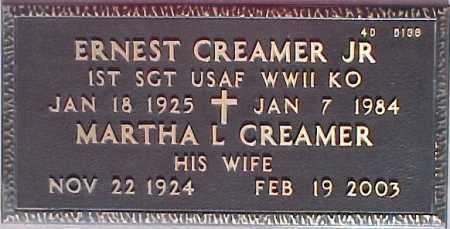 4D 5138
ERNEST CREAMER JR
1ST SGT USAF WWII KO
JAN 18 1925 JAN 7 1984
MARTHA L CREAMER
HIS WIFE
NOV 22 1924 FEB 19 2003